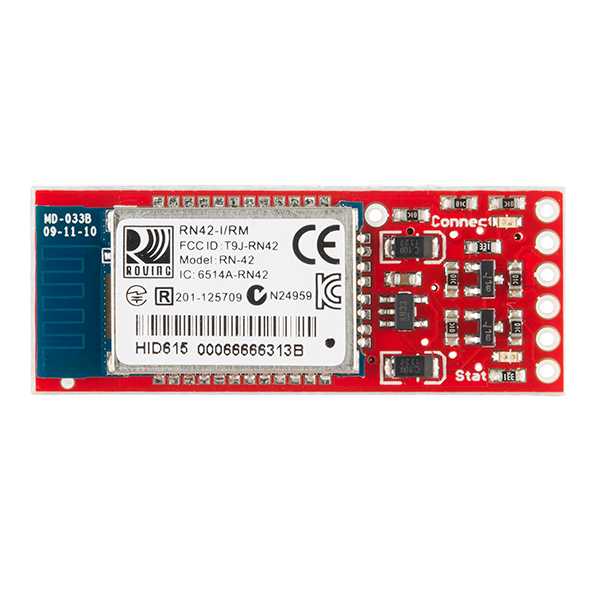 MD-033B
09-11-10
ROVING
RN42-I/RM
FCC ID: T9J-RN42
Model: RN-42
IC: 6514A-RN42
CE
R 201-125709
N24959
HID615 00066666313B
Connect
Stat